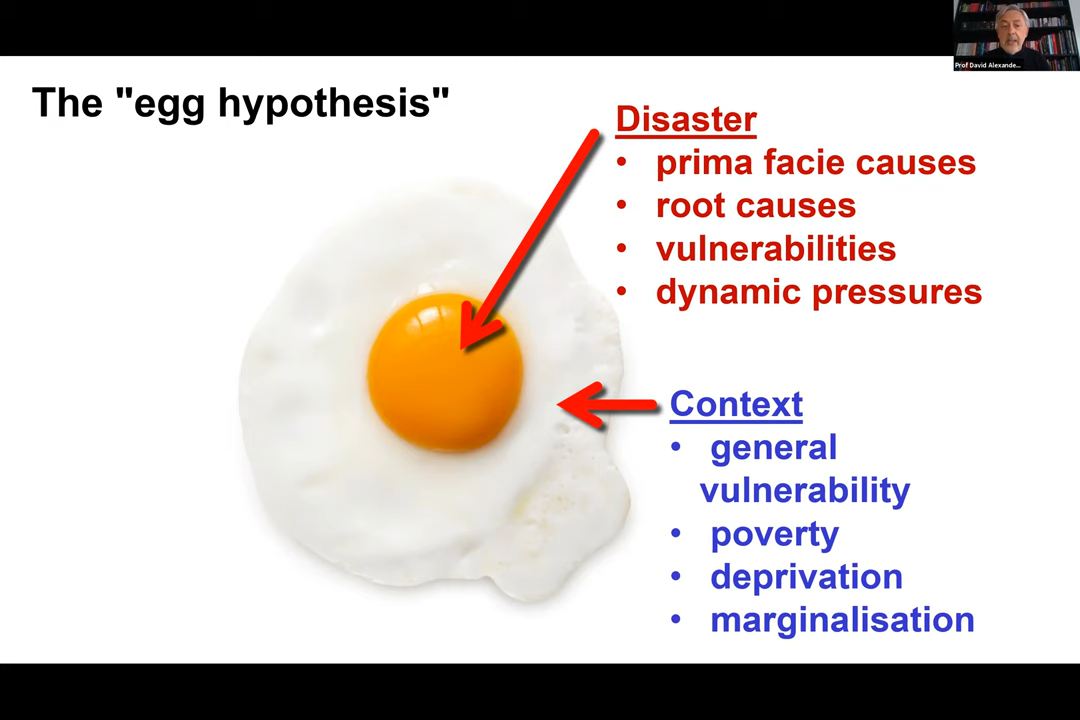 Prof David Alexande...
The "egg hypothesis"
Disaster
• prima facie causes
• root causes
• vulnerabilities
• dynamic pressures
Context
• general
vulnerability
• poverty
• deprivation
• marginalisation